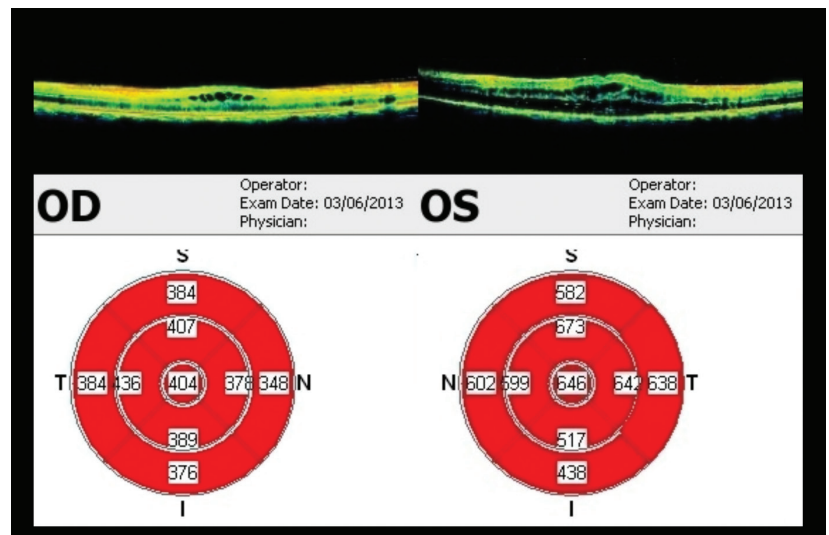 OD
Operator:
Exam Date: 03/06/2013
Physician:
OS
Operator:
Exam Date: 03/06/2013
Physician:
S
384
407
T 384 436 404 378 348 N
389
376
I
S
582
673
N 602 599 646 642 638 T
517
438
I